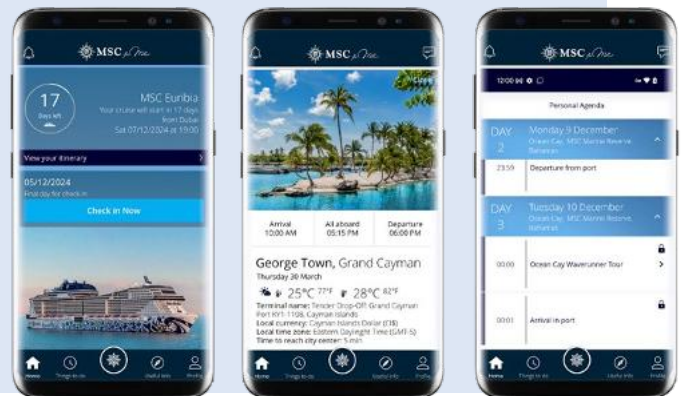 MSC for Me
17
Days left
MSC Euribia
Your cruise will start in 17 days
from Dubai
Sat 07/12/2024 at 19:00
View your itinerary
05/12/2024
Final day for check in
Check in Now
Home
Things to do
Useful Info
Profile
MSC for Me
Arrival
10:00 AM
All aboard
05:15 PM
Departure
06:00 PM
George Town, Grand Cayman
Thursday 30 March
25°C 77°F 28°C 82°F
Terminal name: Tender Drop-Off: Grand Cayman
Port KY1-1108, Cayman Islands
Local currency: Cayman Islands Dollar (CI$)
Local time zone: Eastern Daylight Time (GMT-5)
Time to reach city center: 5 min
Home
Things to do
Useful Info
Profile
MSC for Me
12:00
Personal Agenda
DAY
2
Monday 9 December
Ocean Cay, MSC Marine Reserve,
Bahamas
23:59
Departure from port
DAY
3
Tuesday 10 December
Ocean Cay, MSC Marine Reserve,
Bahamas
00:00
Ocean Cay Waverunner Tour
00:01
Arrival in port
Home
Things to do
Useful Info
Profile